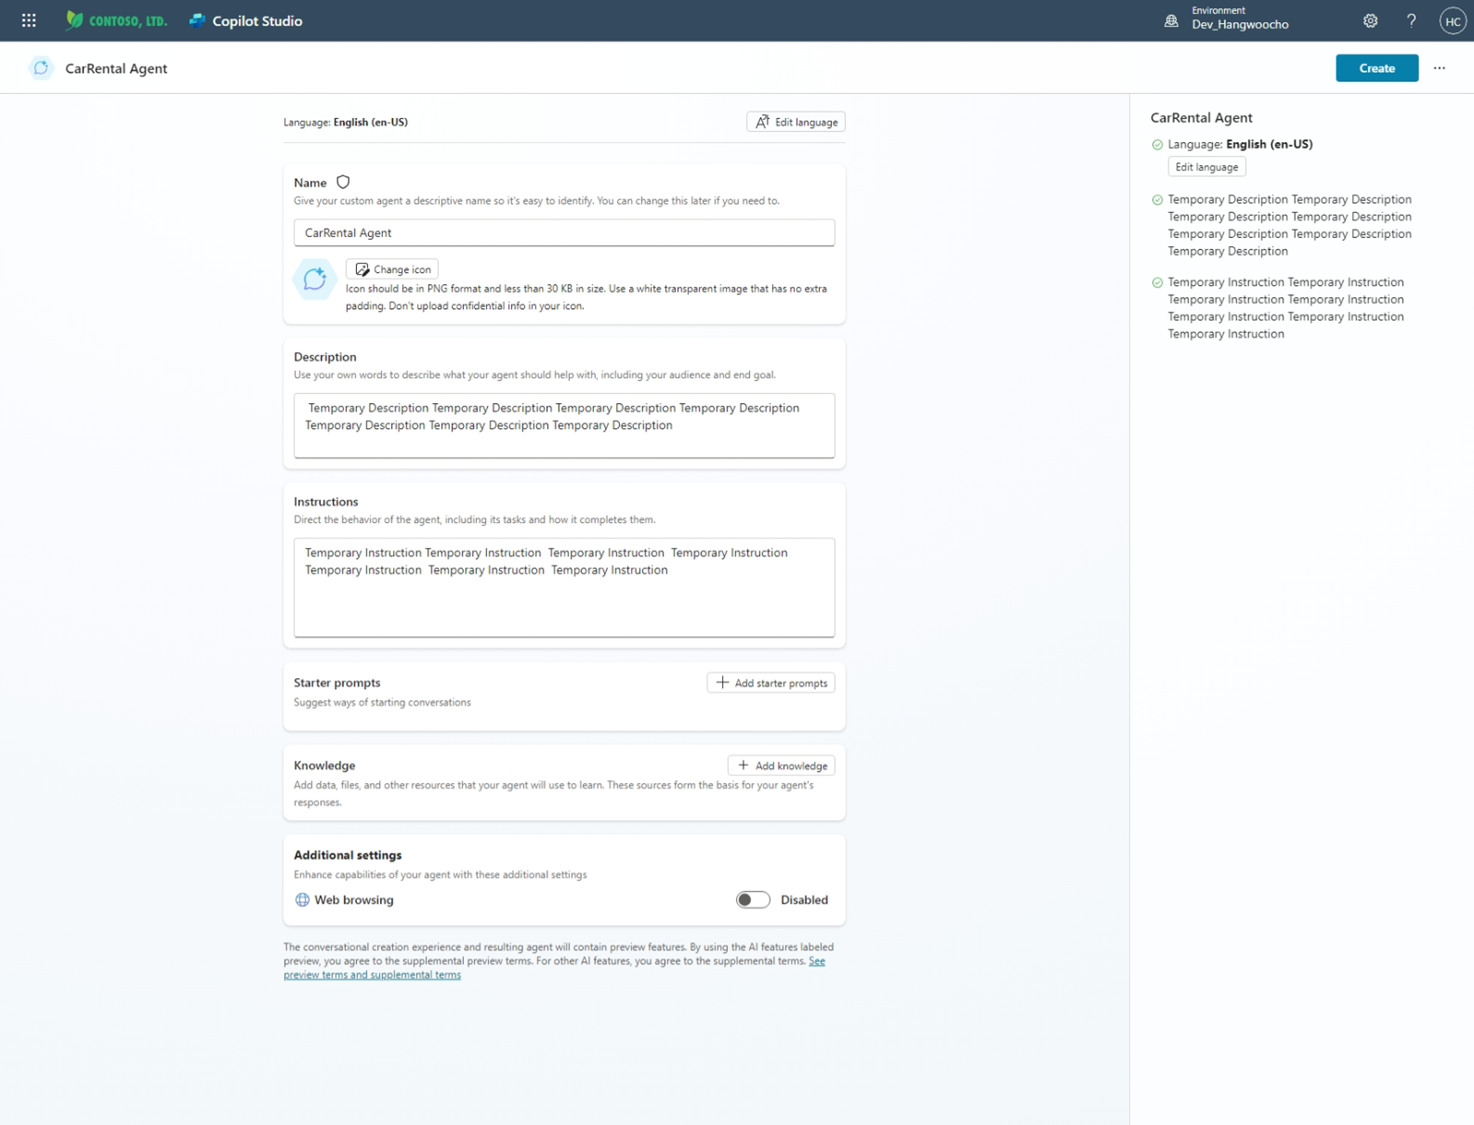 CONTOSO, LTD.
Copilot Studio
Environment
Dev_Hangwoocho
?
HC
CarRental Agent
Create
...
Language: English (en-US)
Edit language
Name
Give your custom agent a descriptive name so it's easy to identify. You can change this later if you need to.
CarRental Agent
Change icon
Icon should be in PNG format and less than 30 KB in size. Use a white transparent image that has no extra
padding. Don't upload confidential info in your icon.
Description
Use your own words to describe what your agent should help with, including your audience and end goal.
Temporary Description Temporary Description Temporary Description Temporary Description
Temporary Description Temporary Description Temporary Description
Instructions
Direct the behavior of the agent, including its tasks and how it completes them.
Temporary Instruction Temporary Instruction  Temporary Instruction  Temporary Instruction
Temporary Instruction  Temporary Instruction  Temporary Instruction
Starter prompts
Add starter prompts
Suggest ways of starting conversations
Knowledge
Add knowledge
Add data, files, and other resources that your agent will use to learn. These sources form the basis for your agent's
responses.
Additional settings
Enhance capabilities of your agent with these additional settings
Web browsing
Disabled
The conversational creation experience and resulting agent will contain preview features. By using the AI features labeled
preview, you agree to the supplemental preview terms. For other AI features, you agree to the supplemental terms. See
preview terms and supplemental terms
CarRental Agent
Language: English (en-US)
Edit language
Temporary Description Temporary Description
Temporary Description Temporary Description
Temporary Description Temporary Description
Temporary Description
Temporary Instruction Temporary Instruction
Temporary Instruction Temporary Instruction
Temporary Instruction Temporary Instruction
Temporary Instruction